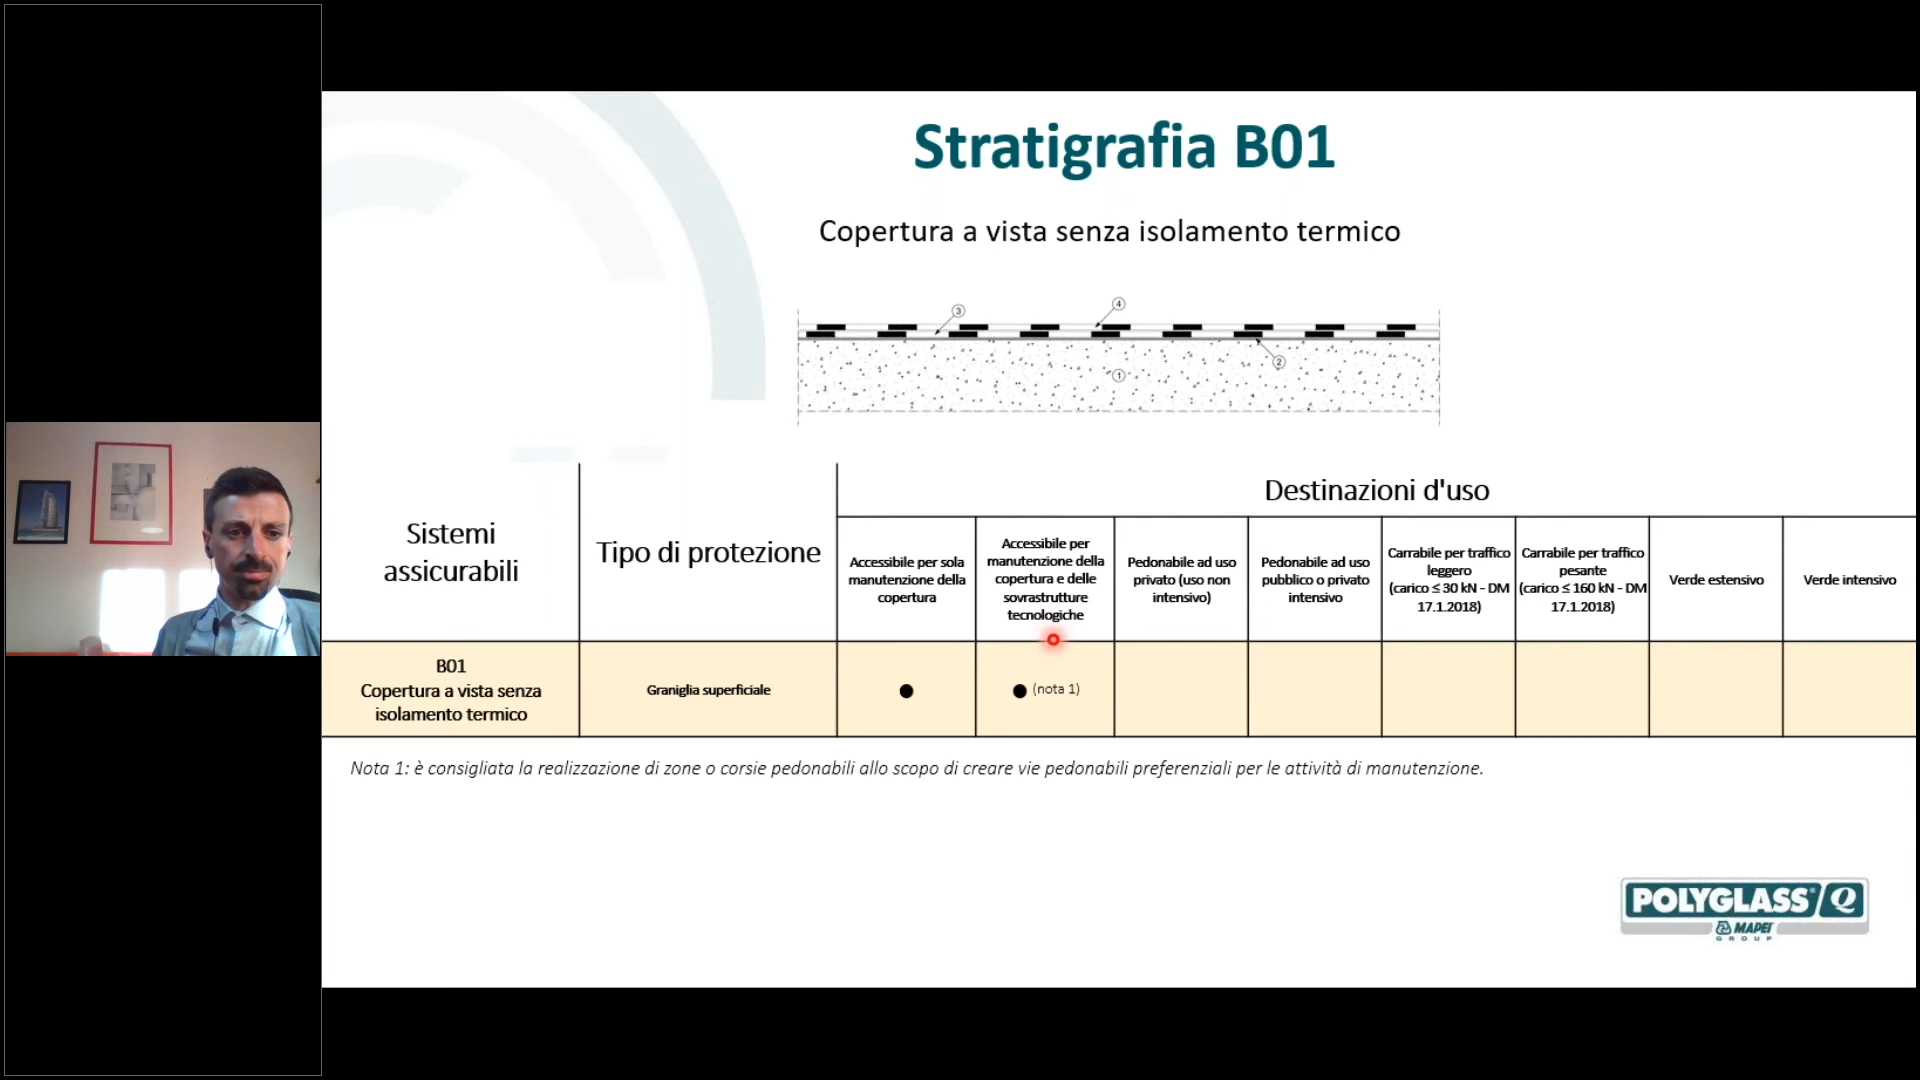 Stratigrafia B01
Copertura a vista senza isolamento termico
3
4
2
1
Sistemi
assicurabili
Tipo di protezione
Destinazioni d'uso
Accessibile per sola
manutenzione della
copertura
Accessibile per
manutenzione della
copertura e delle
sovrastrutture
tecnologiche
Pedonabile ad uso
privato (uso non
intensivo)
Pedonabile ad uso
pubblico o privato
intensivo
Carrabile per traffico
leggero
(carico ≤ 30 kN - DM
17.1.2018)
Carrabile per traffico
pesante
(carico ≤ 160 kN - DM
17.1.2018)
Verde estensivo
Verde intensivo
B01
Copertura a vista senza
isolamento termico
Graniglia superficiale
● 
● (nota 1)
Nota 1: è consigliata la realizzazione di zone o corsie pedonabili allo scopo di creare vie pedonabili preferenziali per le attività di manutenzione.
POLYGLASS® Q
MAPEI
GROUP